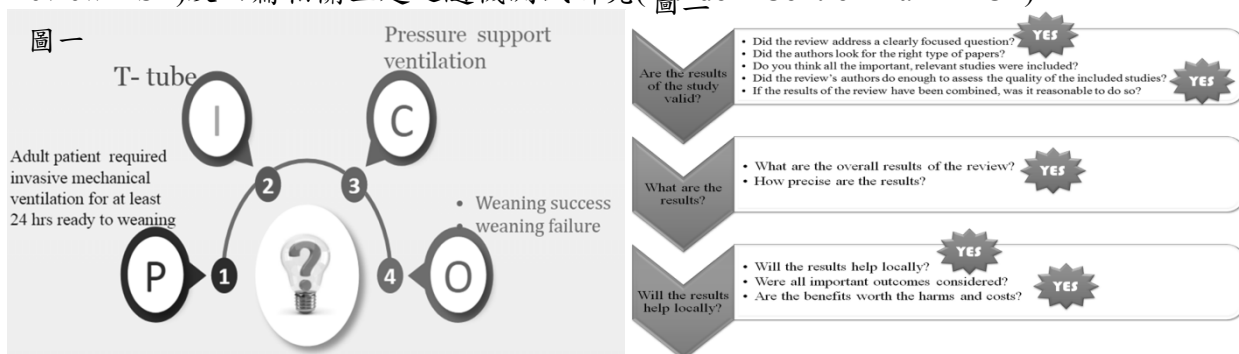 圖一
T- tube
Pressure support
ventilation
I
C
Adult patient required
invasive mechanical
ventilation for at least
24 hrs ready to weaning
2
3
• Weaning success
• weaning failure
P
1
?
4
O
圖二
Are the results
of the study
valid?
• Did the review address a clearly focused question?
• Did the authors look for the right type of papers?
• Do you think all the important, relevant studies were included?
• Did the review's authors do enough to assess the quality of the included studies?
• If the results of the review have been combined, was it reasonable to do so?
YES
YES
What are the
results?
• What are the overall results of the review?
• How precise are the results?
YES
Will the results
help locally?
• Will the results help locally?
• Were all important outcomes considered?
• Are the benefits worth the harms and costs?
YES
YES